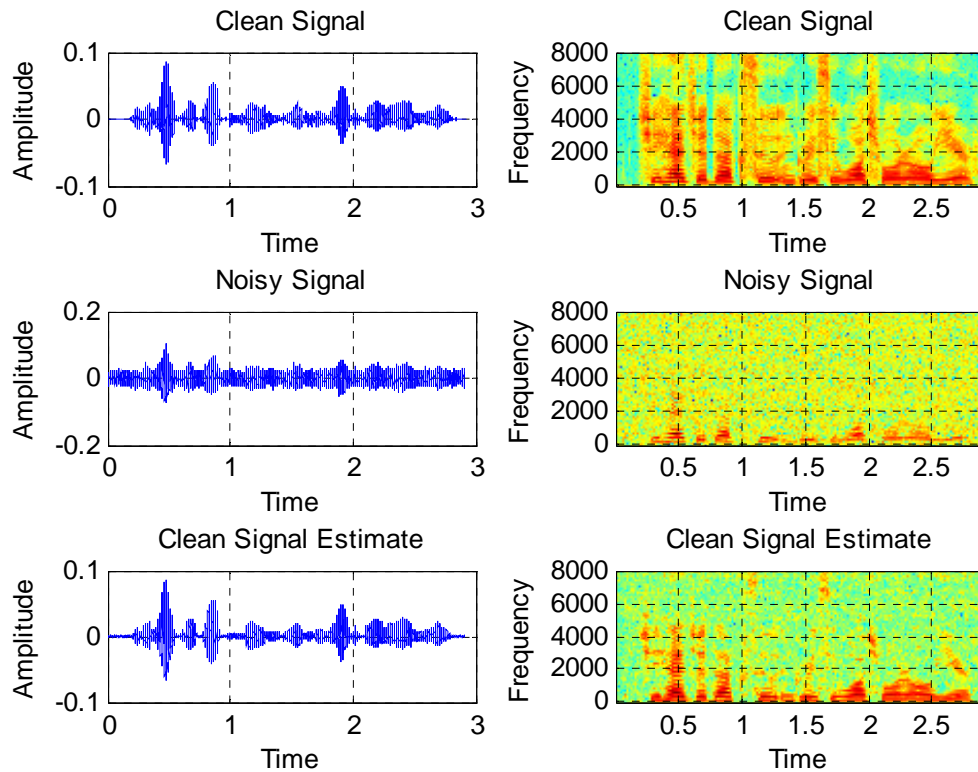 Clean Signal
0.1
0
-0.1
Amplitude
0 1 2 3
Time
Clean Signal
8000
6000
4000
2000
0
Frequency
0.5 1 1.5 2 2.5
Time
Noisy Signal
0.2
0
-0.2
Amplitude
0 1 2 3
Time
Noisy Signal
8000
6000
4000
2000
0
Frequency
0.5 1 1.5 2 2.5
Time
Clean Signal Estimate
0.1
0
-0.1
Amplitude
0 1 2 3
Time
Clean Signal Estimate
8000
6000
4000
2000
0
Frequency
0.5 1 1.5 2 2.5
Time